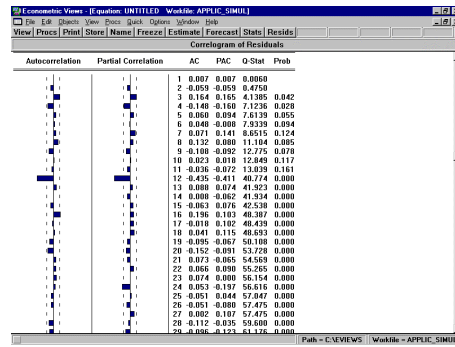 Econometric Views - [Equation: UNTITLED Workfile: APPLIC_SIMUL]
File Edit Objects View Procs Quick Options Window Help
View Procs Print Store Name Freeze Estimate Forecast Stats Resids
Correlogram of Residuals
Autocorrelation Partial Correlation AC PAC Q-Stat Prob
1 0.007 0.007 0.0060
2 -0.059 -0.059 0.4750
3 0.164 0.165 4.1385 0.042
4 -0.148 -0.160 7.1236 0.028
5 0.060 0.094 7.6139 0.055
6 0.048 -0.008 7.9339 0.094
7 0.071 0.141 8.6515 0.124
8 0.132 0.080 11.104 0.085
9 -0.108 -0.092 12.775 0.078
10 0.023 0.018 12.849 0.117
11 -0.036 -0.072 13.039 0.161
12 -0.435 -0.411 40.774 0.000
13 0.088 0.074 41.923 0.000
14 0.008 -0.062 41.934 0.000
15 -0.063 0.076 42.538 0.000
16 0.196 0.103 48.387 0.000
17 -0.018 0.102 48.439 0.000
18 0.041 0.115 48.693 0.000
19 -0.095 -0.067 50.108 0.000
20 -0.152 -0.091 53.728 0.000
21 0.073 -0.065 54.569 0.000
22 0.066 0.090 55.265 0.000
23 0.074 0.000 56.154 0.000
24 0.053 -0.197 56.616 0.000
25 -0.051 0.044 57.047 0.000
26 -0.051 -0.080 57.475 0.000
27 0.002 0.107 57.475 0.000
28 -0.112 -0.035 59.600 0.000
29 -0.096 -0.123 61.176 0.000
Path = C:\EVIEWS Workfile = APPLIC_SIMUL